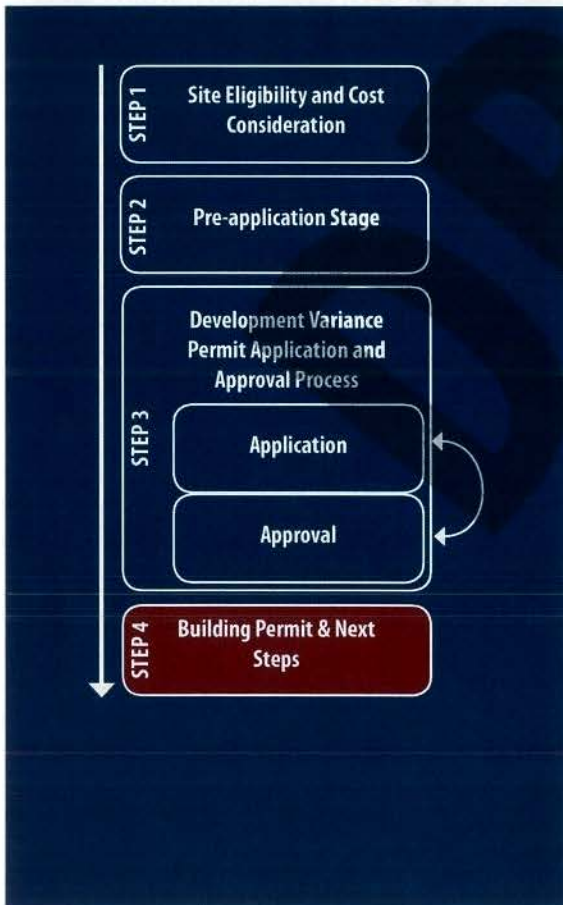 STEP 1
Site Eligibility and Cost
Consideration
STEP 2
Pre-application Stage
STEP 3
Development Variance
Permit Application and
Approval Process
Application
Approval
STEP 4
Building Permit & Next
Steps